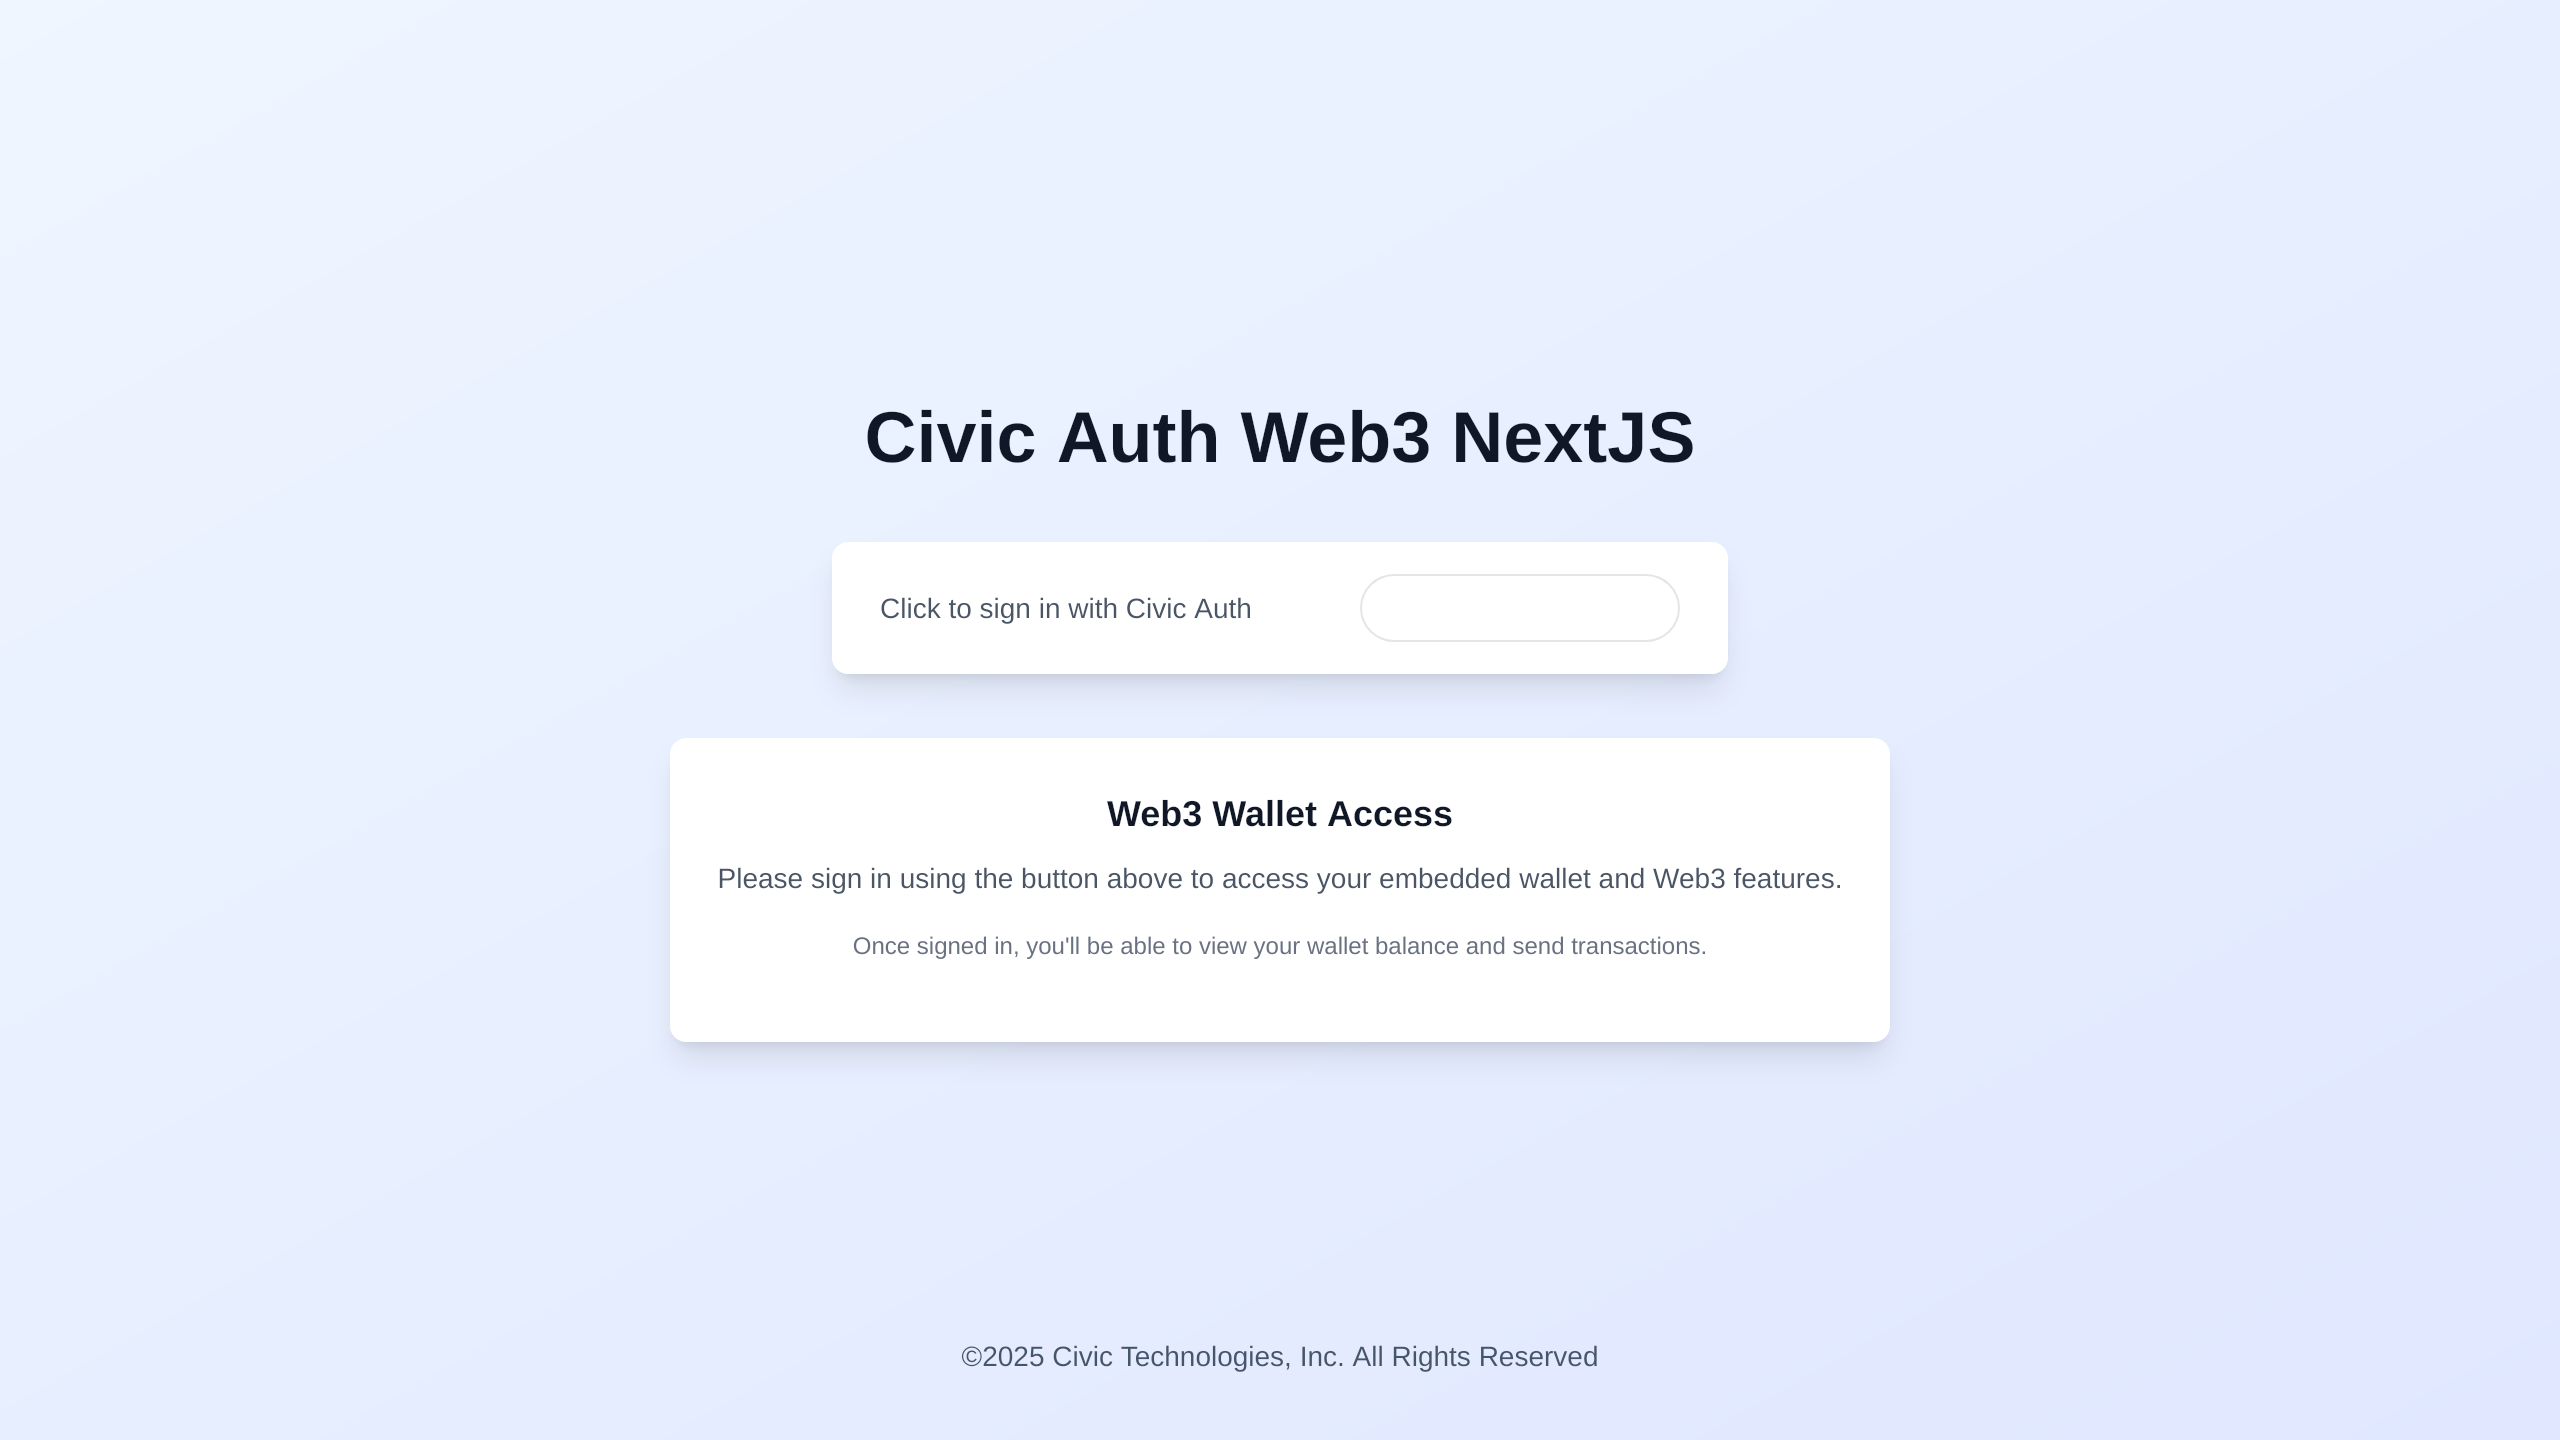 Civic Auth Web3 NextJS
Click to sign in with Civic Auth
Web3 Wallet Access
Please sign in using the button above to access your embedded wallet and Web3 features.
Once signed in, you'll be able to view your wallet balance and send transactions.
©2025 Civic Technologies, Inc. All Rights Reserved